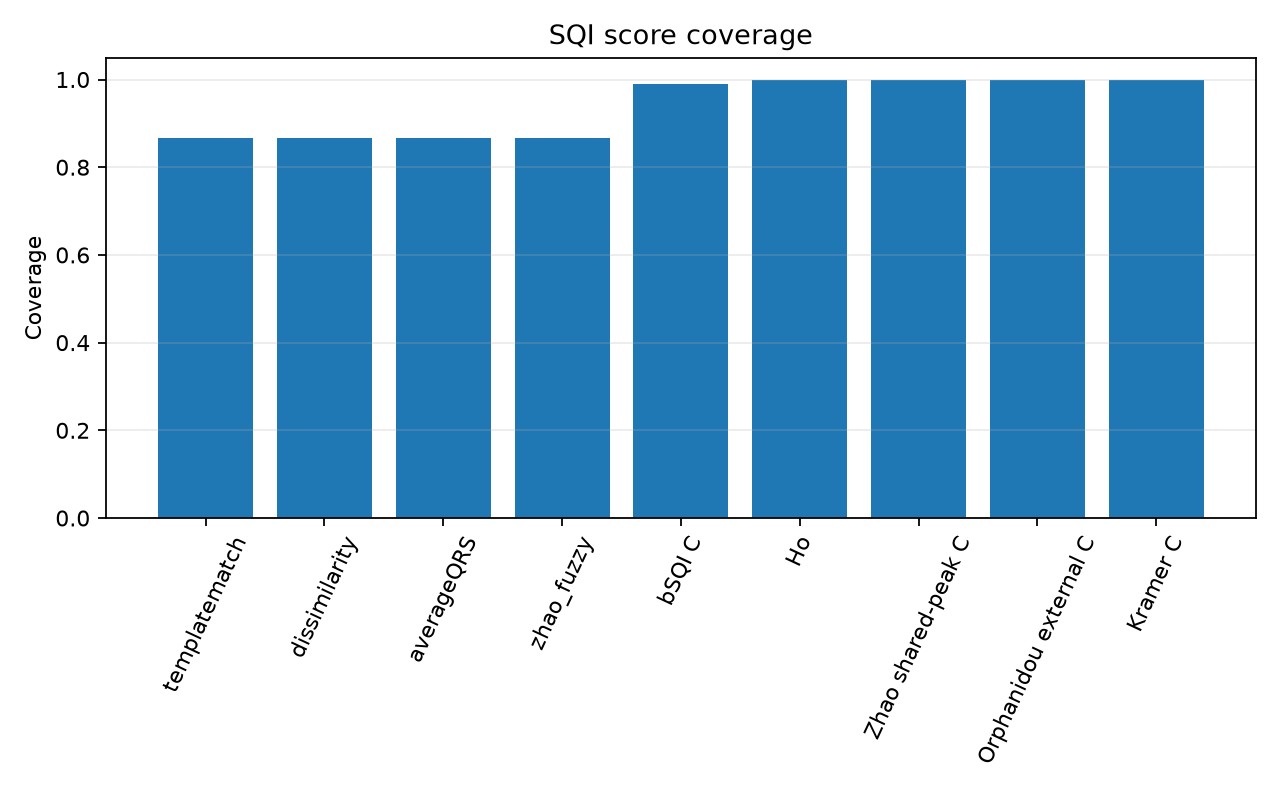 SQI score coverage
Coverage
1.0
0.8
0.6
0.4
0.2
0.0
templatematch
dissimilarity
averageQRS
zhao_fuzzy
bSQI C
Ho
Zhao shared-peak C
Orphanidou external C
Kramer C